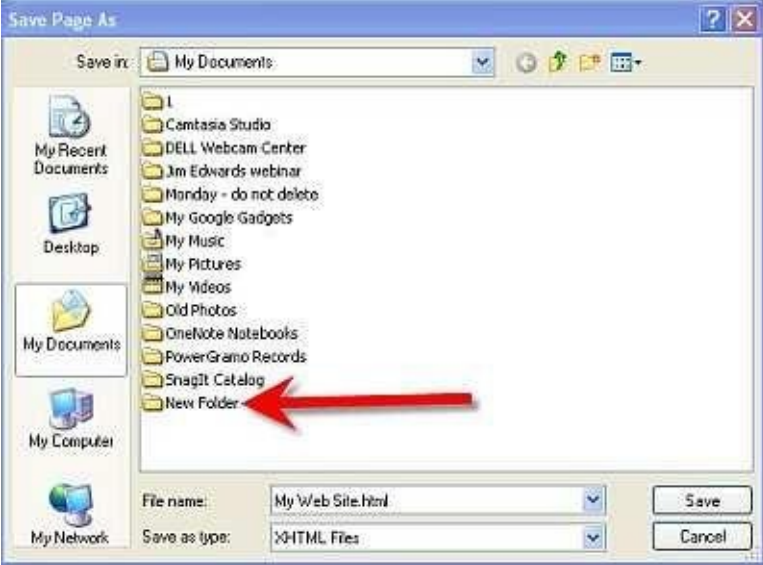 Save Page As
Save in: My Documents
My Recent Documents
Desktop
My Documents
My Computer
My Network
1
Camtasia Studio
DELL Webcam Center
Jim Edwards webinar
Monday - do not delete
My Google Gadgets
My Music
My Pictures
My Videos
Old Photos
OneNote Notebooks
PowerGramo Records
SnagIt Catalog
New Folder
File name: My Web Site.html Save
Save as type: XHTML Files Cancel